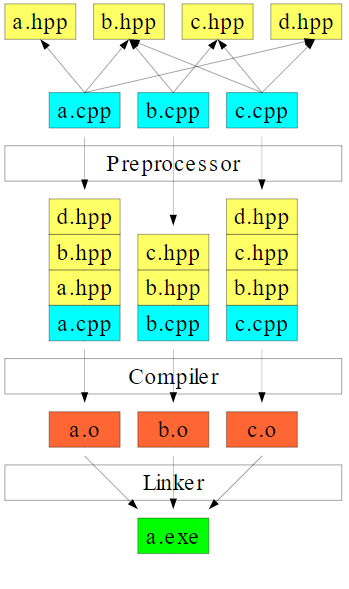 a.hpp b.hpp c.hpp d.hpp
a.cpp b.cpp c.cpp
Preprocessor
d.hpp d.hpp
b.hpp c.hpp c.hpp
a.hpp b.hpp b.hpp
a.cpp b.cpp c.cpp
Compiler
a.o b.o c.o
Linker
a.exe